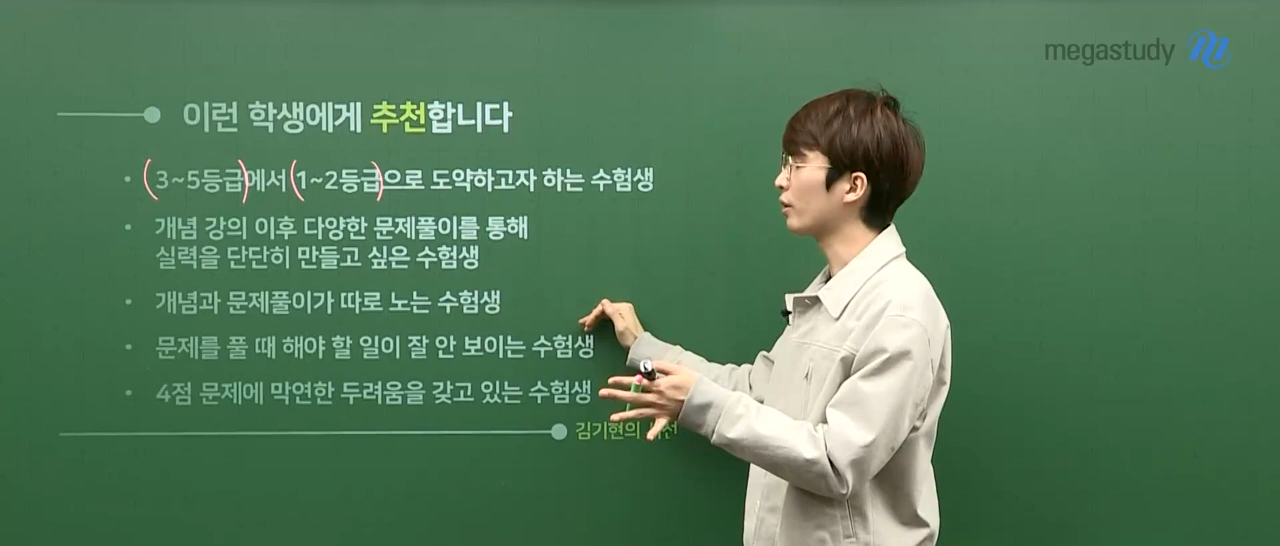 megastudy
이런 학생에게 추천합니다
• 3~5등급에서 1~2등급으로 도약하고자 하는 수험생
• 개념 강의 이후 다양한 문제풀이를 통해
실력을 단단히 만들고 싶은 수험생
• 개념과 문제풀이가 따로 노는 수험생
• 문제를 풀 때 해야 할 일이 잘 안 보이는 수험생
• 4점 문제에 막연한 두려움을 갖고 있는 수험생
김기현의